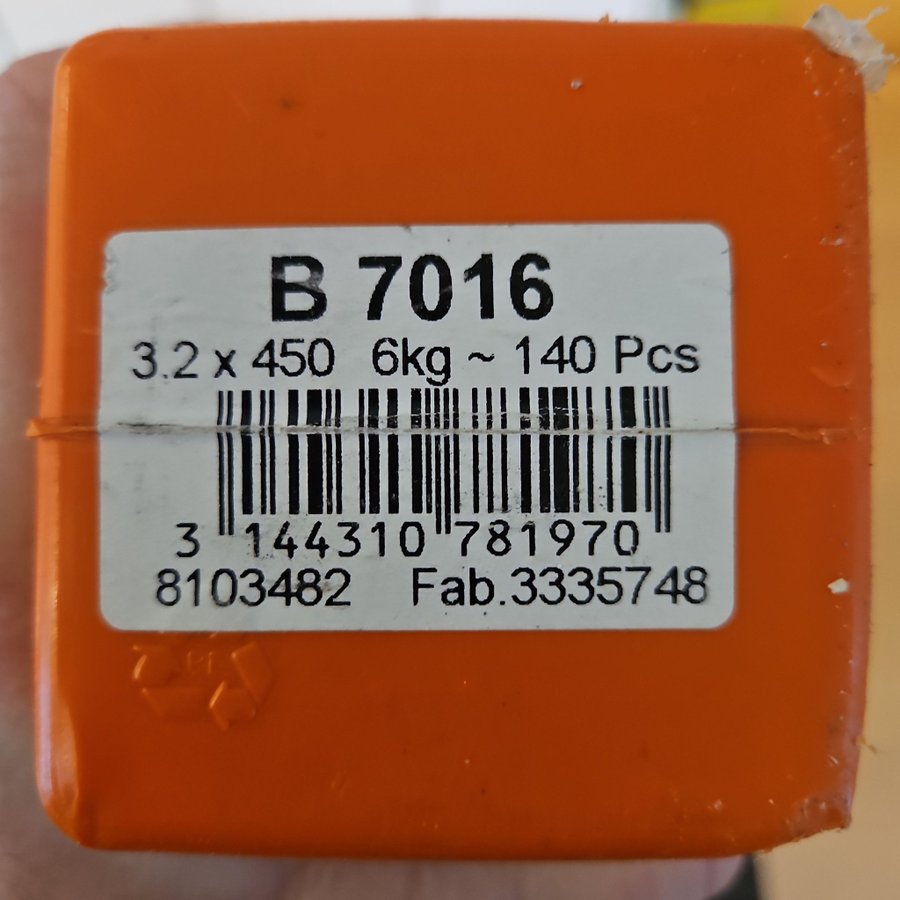 B 7016
3.2 x 450 6kg ~ 140 Pcs
3 144310 781970
8103482 Fab.3335748